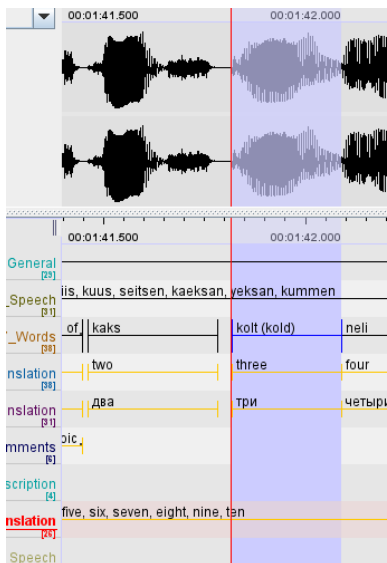 00:01:41.500 00:01:42.000
00:01:41.500 00:01:42.000
General
[29]
_Speech iis, kuus, seitsen, kaeksan, yeksan, kummen
[31]
_Words of kaks kolt (kold) neli
[38]
nslation two three four
[38]
nslation два три четыри
[31]
mments oic.
[6]
scription
[4]
nslation five, six, seven, eight, nine, ten
[26]
Speech